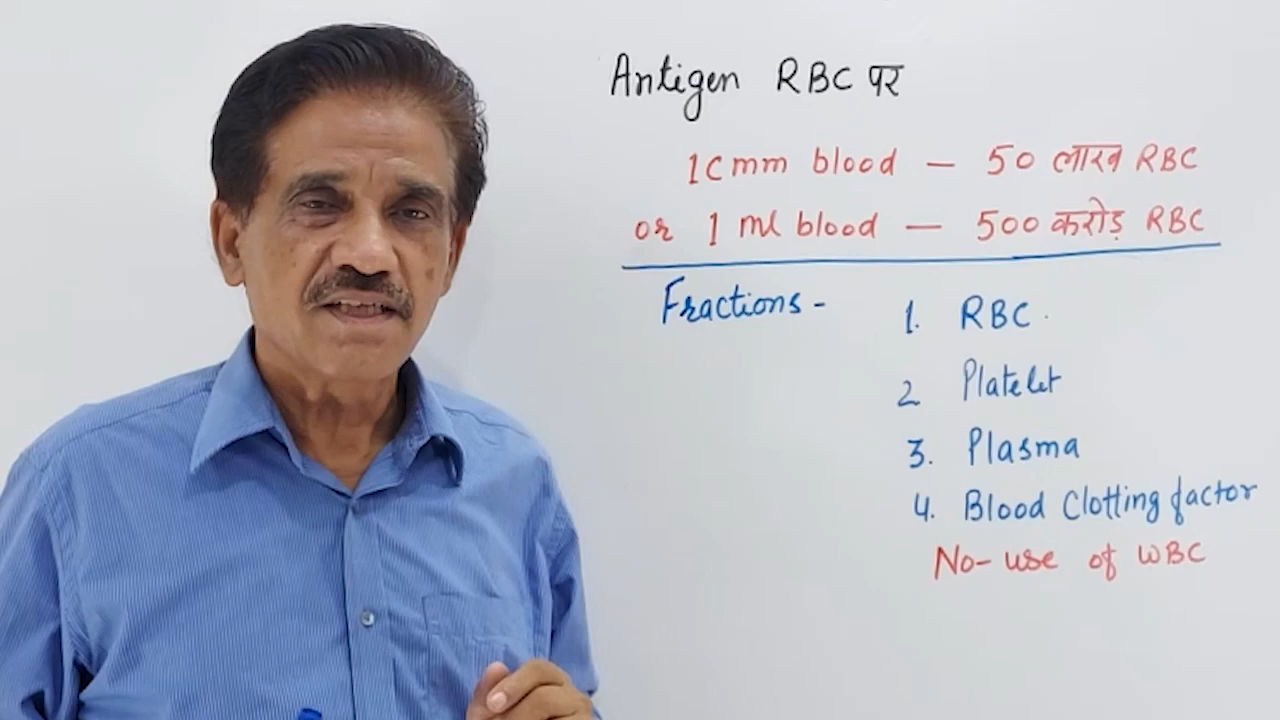 Antigen RBC पर
1 C mm blood — 50 लाख RBC
or 1 ml blood — 500 करोड़ RBC
Fractions - 1. RBC
2 Platelet
3. Plasma
4. Blood Clotting factor
No-use of WBC